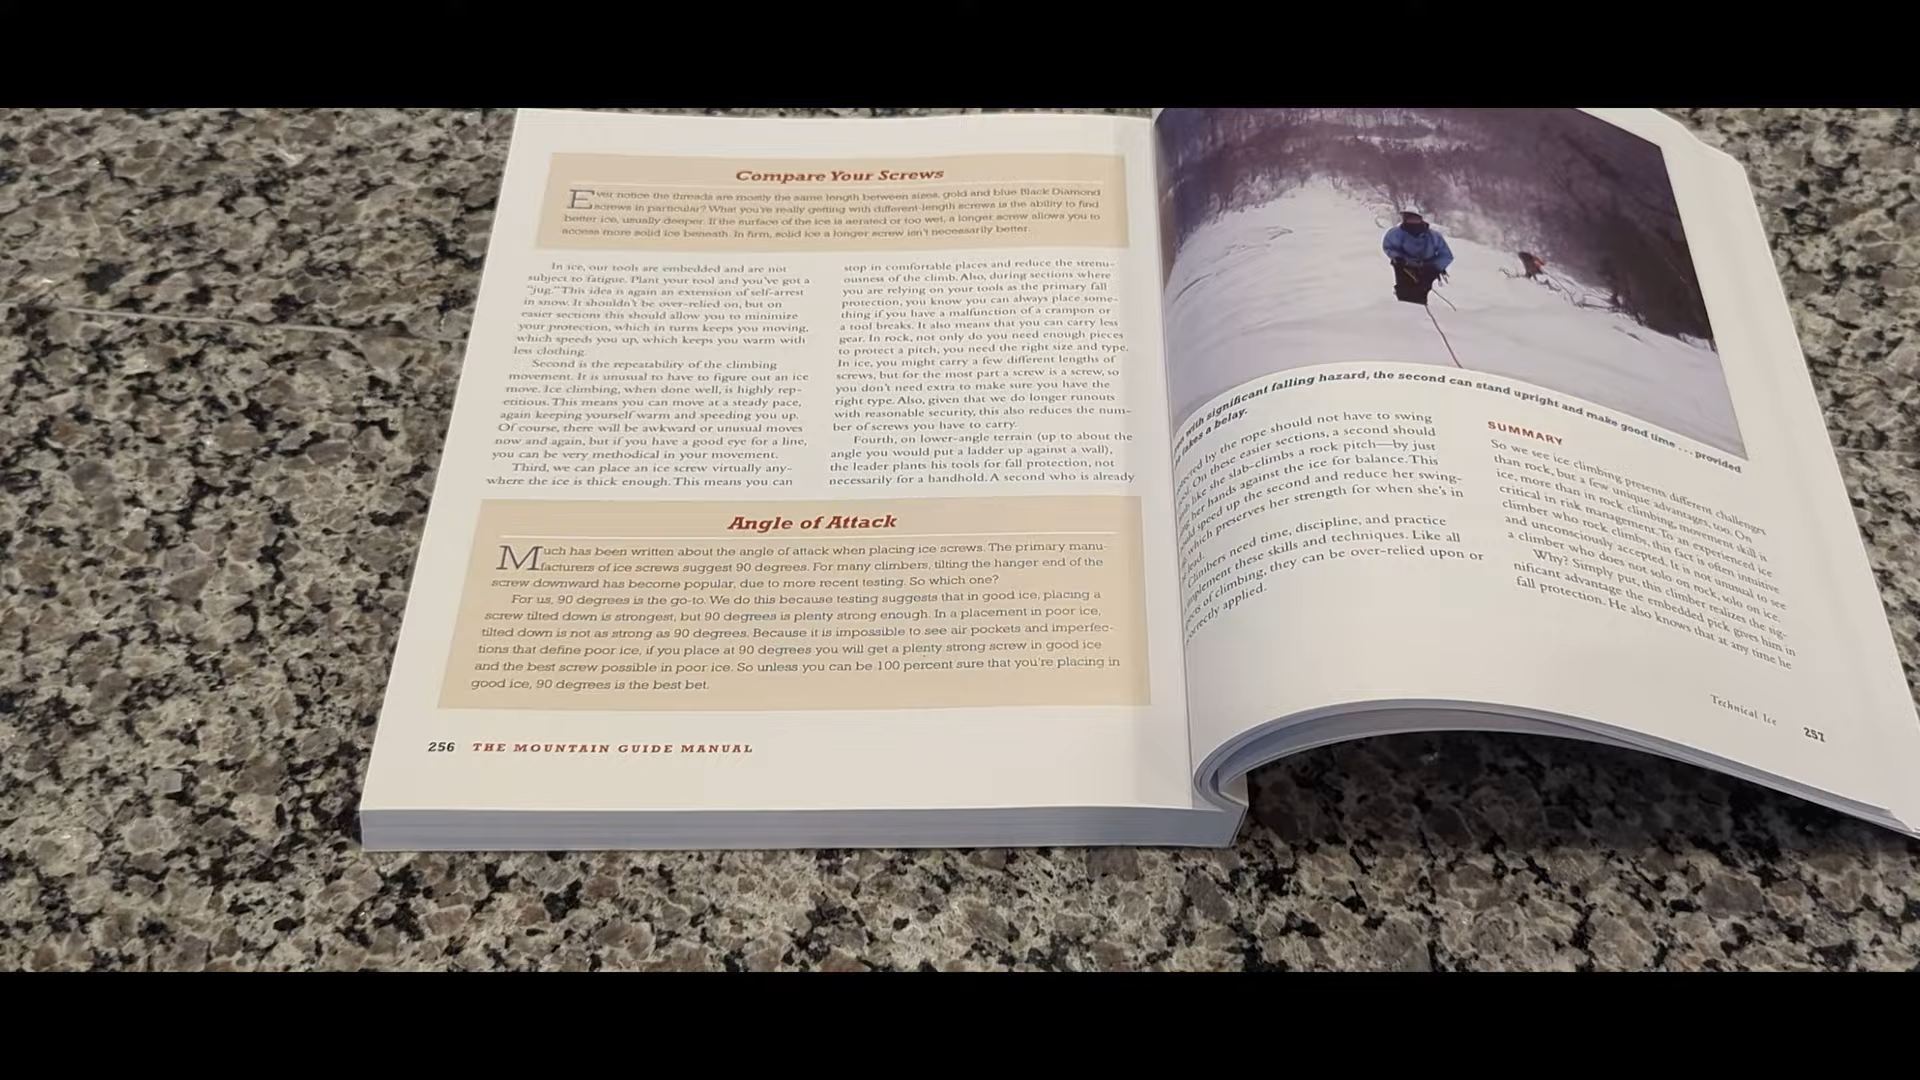 Compare Your Screws
Ever notice the threads are mostly the same length between sizes, gold and blue Black Diamond
screws in particular? What you're really getting with different-length screws is the ability to find
better ice, usually deeper. If the surface of the ice is aerated or too wet, a longer screw allows you to
access more solid ice beneath. In firm, solid ice a longer screw isn't necessarily better.
In ice, our tools are embedded and are not
subject to fatigue. Plant your tool and you've got a
"jug." This idea is again an extension of self-arrest
in snow. It shouldn't be over-relied on, but on
easier sections this should allow you to minimize
your protection, which in turns keeps you moving,
which speeds you up, which keeps you warm with
less clothing.
Second is the repeatability of the climbing
movement. It is unusual to have to figure out an ice
move. Ice climbing, when done well, is highly rep-
etitious. This means you can move at a steady pace,
again keeping yourself warm and speeding you up.
Of course, there will be awkward or unusual moves
now and again, but if you have a good eye for a line,
you can be very methodical in your movement.
Third, we can place an ice screw virtually any-
where the ice is thick enough. This means you can
stop in comfortable places and reduce the strenu-
ousness of the climb. Also, during sections where
you are relying on your tools as the primary fall
protection, you know you can always place some-
thing if you have a malfunction of a crampon or
a tool breaks. It also means that you can carry less
gear. In rock, not only do you need enough pieces
to protect a pitch, you need the right size and type.
In ice, you might carry a few different lengths of
screws, but for the most part a screw is a screw, so
you don't need extra to make sure you have the
right type. Also, given that we do longer runouts
with reasonable security, this also reduces the num-
ber of screws you have to carry.
Fourth, on lower-angle terrain (up to about the
angle you would put a ladder up against a wall),
the leader plants his tools for fall protection, not
necessarily for a handhold. A second who is already
Angle of Attack
Much has been written about the angle of attack when placing ice screws. The primary manu-
facturers of ice screws suggest 90 degrees. For many climbers, tilting the hanger end of the
screw downward has become popular, due to more recent testing. So which one?
For us, 90 degrees is the go-to. We do this because testing suggests that in good ice, placing a
screw tilted down is strongest, but 90 degrees is plenty strong enough. In a placement in poor ice,
tilted down is not as strong as 90 degrees. Because it is impossible to see air pockets and imperfec-
tions that define poor ice, if you place at 90 degrees you will get a plenty strong screw in good ice
and the best screw possible in poor ice. So unless you can be 100 percent sure that you're placing in
good ice, 90 degrees is the best bet.
256 THE MOUNTAIN GUIDE MANUAL
with significant falling hazard, the second can stand upright and make good time . . . provided
a belay.
by the rope should not have to swing
On these easier sections, a second should
like she slab-climbs a rock pitch—by just
her hands against the ice for balance. This
speed up the second and reduce her swing-
which preserves her strength for when she's in
Climbers need time, discipline, and practice
implement these skills and techniques. Like all
of climbing, they can be over-relied upon or
applied.
SUMMARY
So we see ice climbing presents different challenges
than rock, but a few unique advantages, too. On
ice, more than in rock climbing, movement skill is
critical in risk management. To an experienced ice
climber who rock climbs, this fact is often intuitive
and unconsciously accepted. It is not unusual to see
a climber who does not solo on rock, solo on ice.
Why? Simply put, this climber realizes the sig-
nificant advantage the embedded pick gives him in
fall protection. He also knows that at any time he
Technical Ice 257